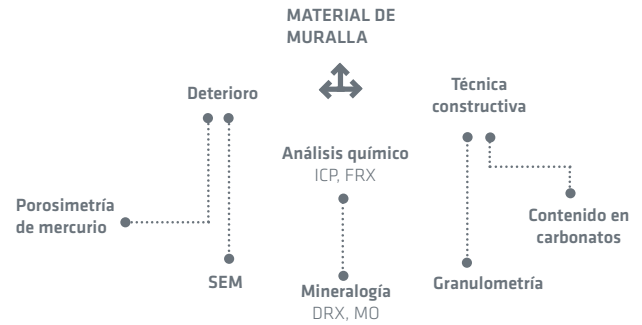 MATERIAL DE
MURALLA
Deterioro
Técnica
constructiva
Análisis químico
ICP, FRX
Porosimetría
de mercurio
Contenido en
carbonatos
SEM
Mineralogía
DRX, MO
Granulometría